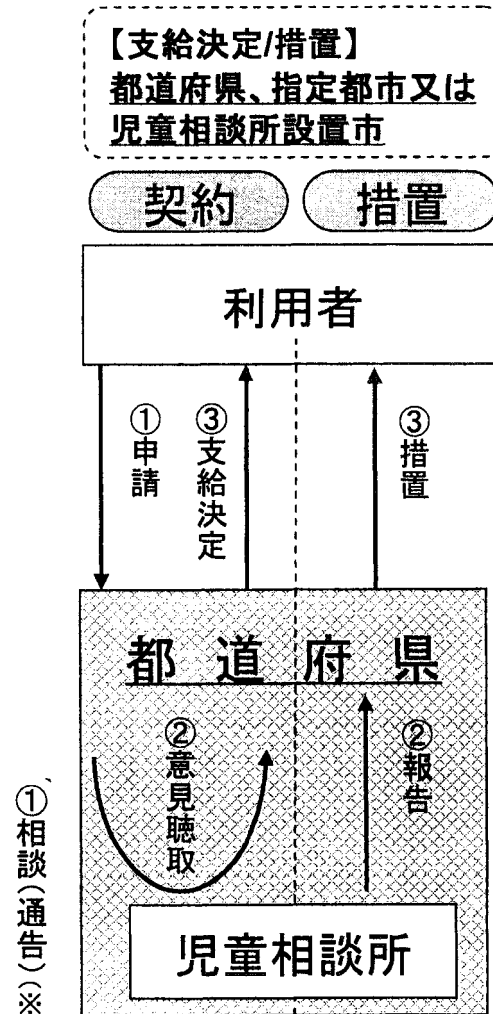 【支給決定/措置】
都道府県、指定都市又は
児童相談所設置市
契約
措置
利用者
①申請
③支給決定
③措置
都道府県
②意見聴取
②報告
児童相談所
①相談（通告）（※